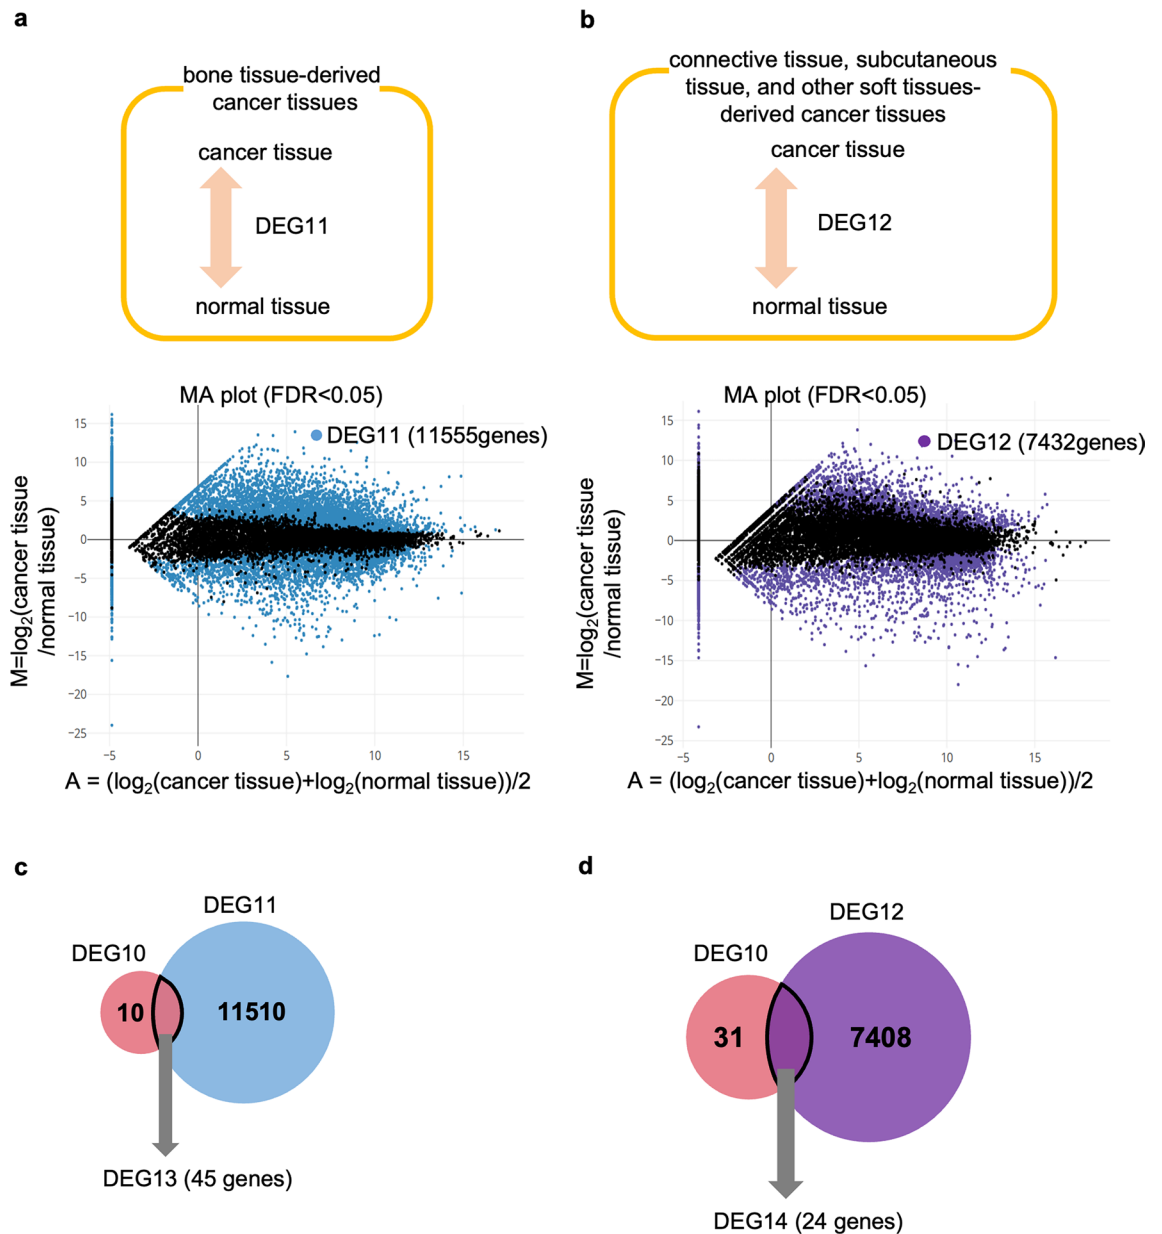 a
bone tissue-derived
cancer tissues
cancer tissue
DEG11
normal tissue
b
connective tissue, subcutaneous
tissue, and other soft tissues-
derived cancer tissues
cancer tissue
DEG12
normal tissue
MA plot (FDR<0.05)
DEG11 (11555genes)
15
10
5
0
−5
−10
−15
−20
−25
M=log2(cancer tissue
/normal tissue)
−5
0
5
10
15
A = (log2(cancer tissue)+log2(normal tissue))/2
MA plot (FDR<0.05)
DEG12 (7432genes)
15
10
5
0
−5
−10
−15
−20
−25
M=log2(cancer tissue
/normal tissue)
−5
0
5
10
15
A = (log2(cancer tissue)+log2(normal tissue))/2
c
DEG11
DEG10
10
11510
DEG13 (45 genes)
d
DEG12
DEG10
31
7408
DEG14 (24 genes)